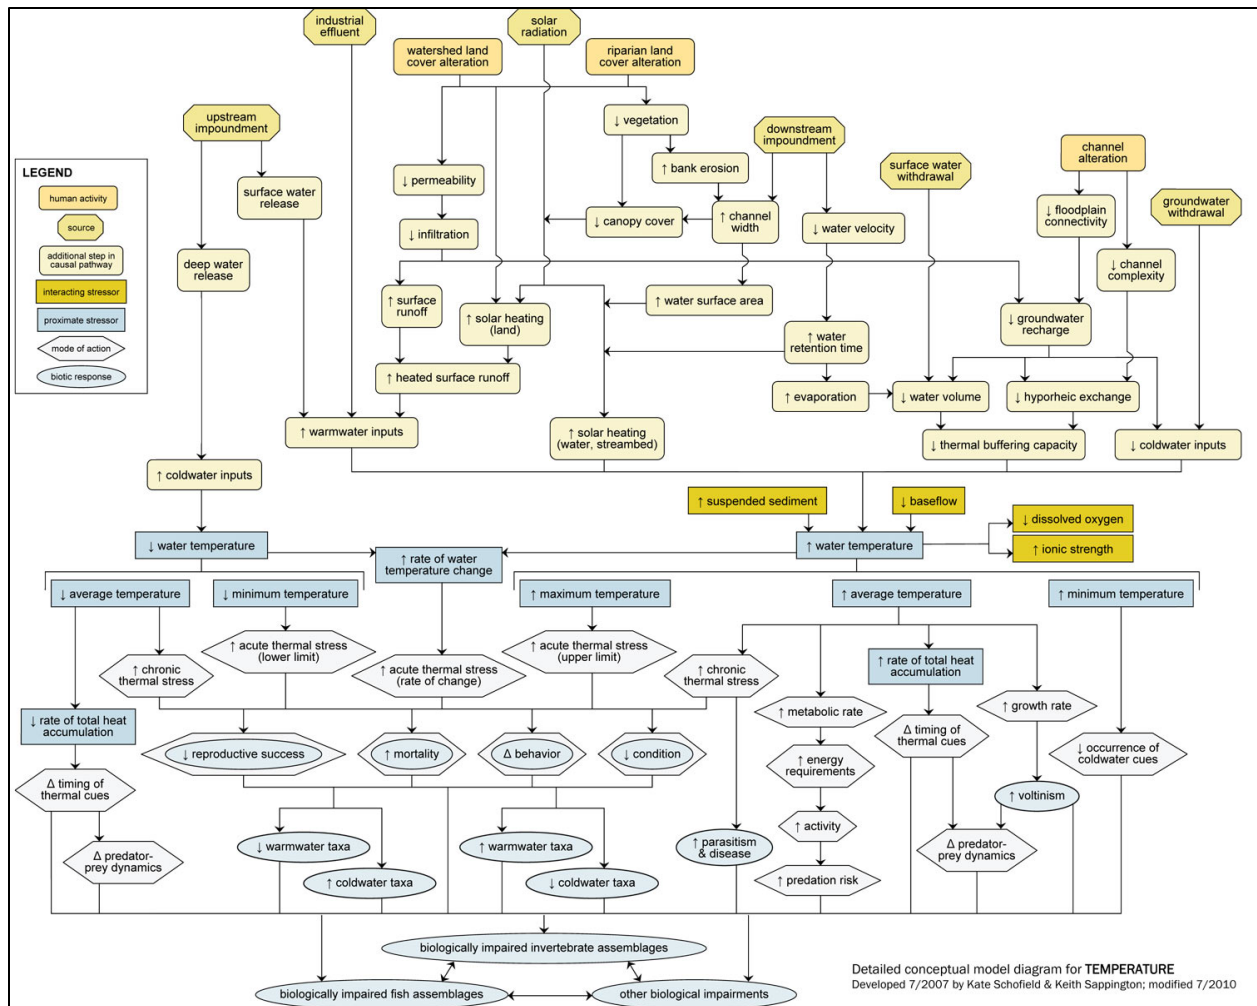 industrial
effluent
solar
radiation
watershed land
cover alteration
riparian land
cover alteration
upstream
impoundment
↓ vegetation
downstream
impoundment
surface water
withdrawal
channel
alteration
groundwater
withdrawal
LEGEND
human activity
source
additional step in
causal pathway
interacting stressor
proximate stressor
mode of action
biotic response
↑ bank erosion
↓ permeability
surface water
release
↓ canopy cover
↑ channel
width
↓ water velocity
↓ floodplain
connectivity
↓ infiltration
deep water
release
↓ channel
complexity
↑ surface
runoff
↑ solar heating
(land)
↑ water surface area
↓ groundwater
recharge
↑ water
retention time
↑ heated surface runoff
↑ evaporation
↓ water volume
↓ hyporheic exchange
↑ warmwater inputs
↑ solar heating
(water, streambed)
↓ thermal buffering capacity
↓ coldwater inputs
↑ coldwater inputs
↑ suspended sediment
↓ baseflow
↓ dissolved oxygen
↑ ionic strength
↓ water temperature
↑ rate of water
temperature change
↑ water temperature
↓ average temperature
↓ minimum temperature
↑ maximum temperature
↑ average temperature
↑ minimum temperature
↑ chronic
thermal stress
↑ acute thermal stress
(lower limit)
↑ acute thermal stress
(rate of change)
↑ acute thermal stress
(upper limit)
↑ chronic
thermal stress
↑ rate of total heat
accumulation
↓ rate of total heat
accumulation
↑ metabolic rate
↑ growth rate
Δ timing of
thermal cues
↓ reproductive success
↑ mortality
Δ behavior
↓ condition
↓ occurrence of
coldwater cues
↑ energy
requirements
Δ timing of
thermal cues
↑ voltinism
↑ activity
↓ warmwater taxa
↑ warmwater taxa
↑ parasitism
& disease
Δ predator-
prey dynamics
Δ predator-
prey dynamics
↑ coldwater taxa
↓ coldwater taxa
↑ predation risk
biologically impaired invertebrate assemblages
biologically impaired fish assemblages
other biological impairments
Detailed conceptual model diagram for TEMPERATURE
Developed 7/2007 by Kate Schofield & Keith Sappington; modified 7/2010